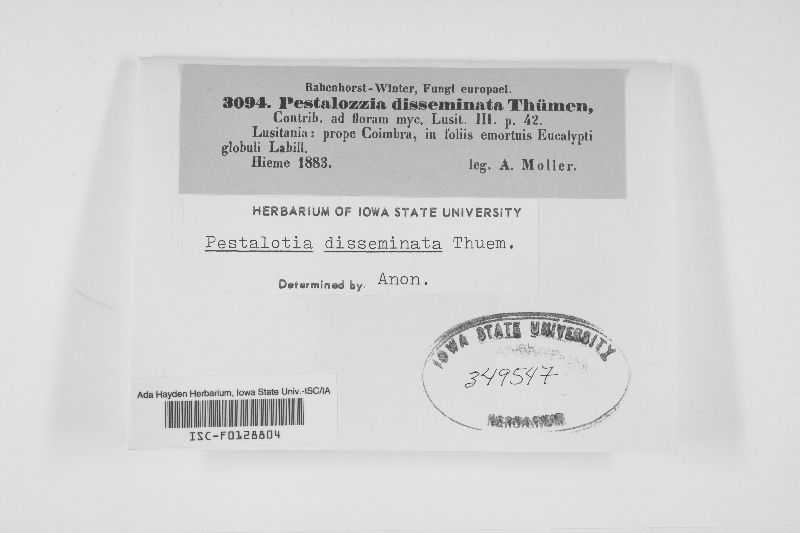 Rabenhorst-Winter, Fungi europaei.
3094. Pestalozzia disseminata Thümen,
Contrib. ad floram myc. Lusit. III. p. 42.
Lusitania: prope Coimbra, in foliis emortuis Eucalypti
globuli Labill.
Hieme 1883. leg. A. Moller.
HERBARIUM OF IOWA STATE UNIVERSITY
Pestalotia disseminata Thuem.
Determined by. Anon.
IOWA STATE UNIVERSITY
349547
HERBARIUM
Ada Hayden Herbarium, Iowa State Univ.-ISC/IA
ISC-F0128804